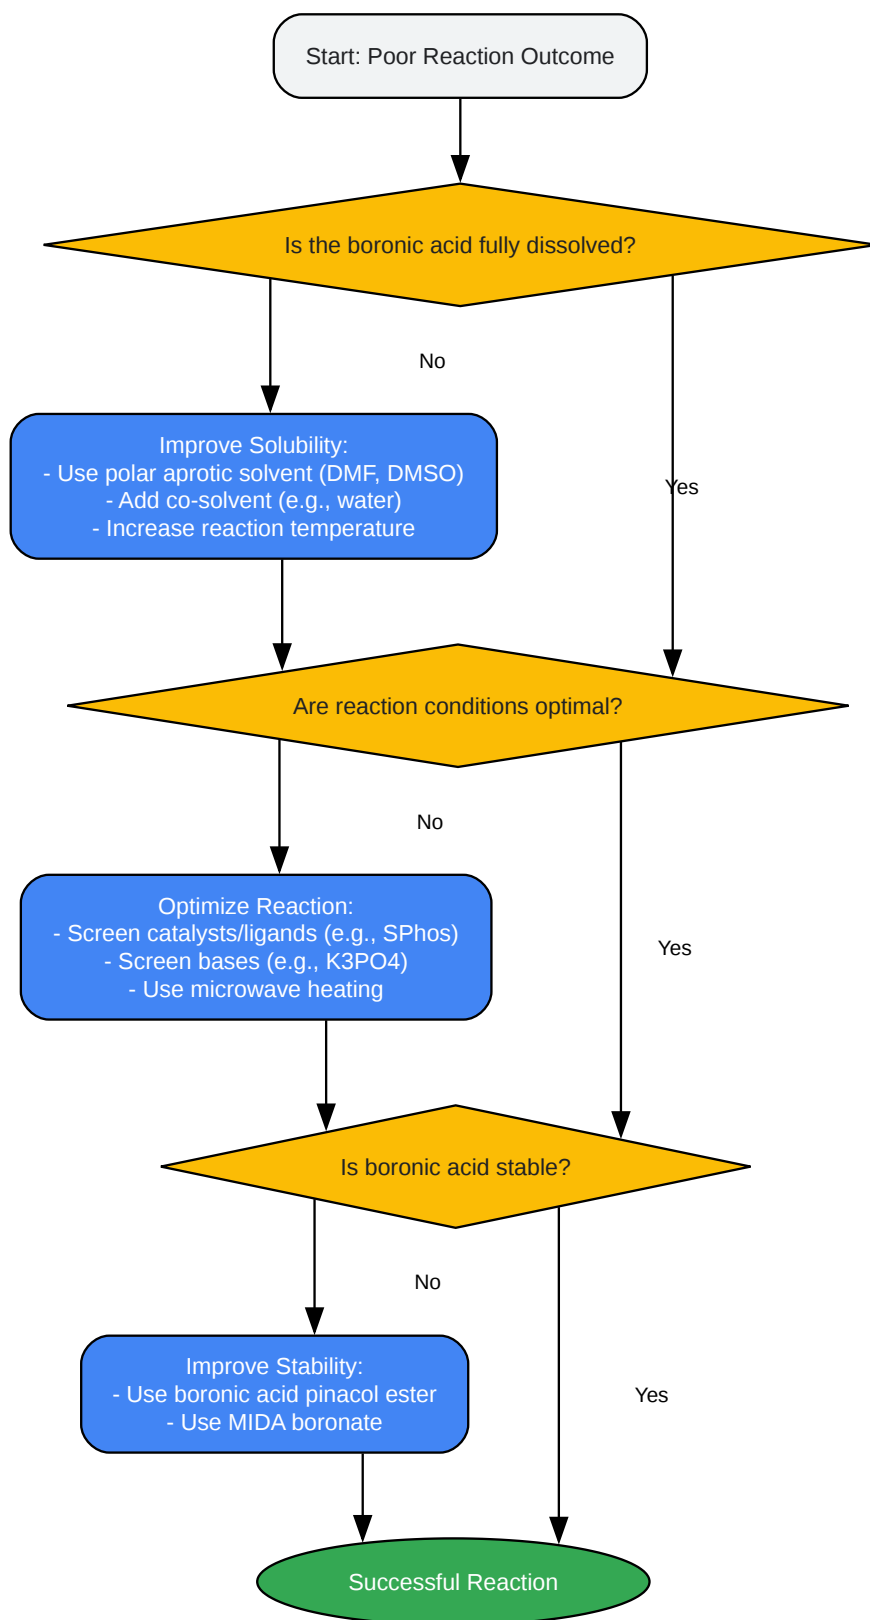 Start: Poor Reaction Outcome
Is the boronic acid fully dissolved?
No
Improve Solubility:
- Use polar aprotic solvent (DMF, DMSO)
- Add co-solvent (e.g., water)
- Increase reaction temperature
Yes
Are reaction conditions optimal?
No
Optimize Reaction:
- Screen catalysts/ligands (e.g., SPhos)
- Screen bases (e.g., K3PO4)
- Use microwave heating
Yes
Is boronic acid stable?
No
Improve Stability:
- Use boronic acid pinacol ester
- Use MIDA boronate
Yes
Successful Reaction